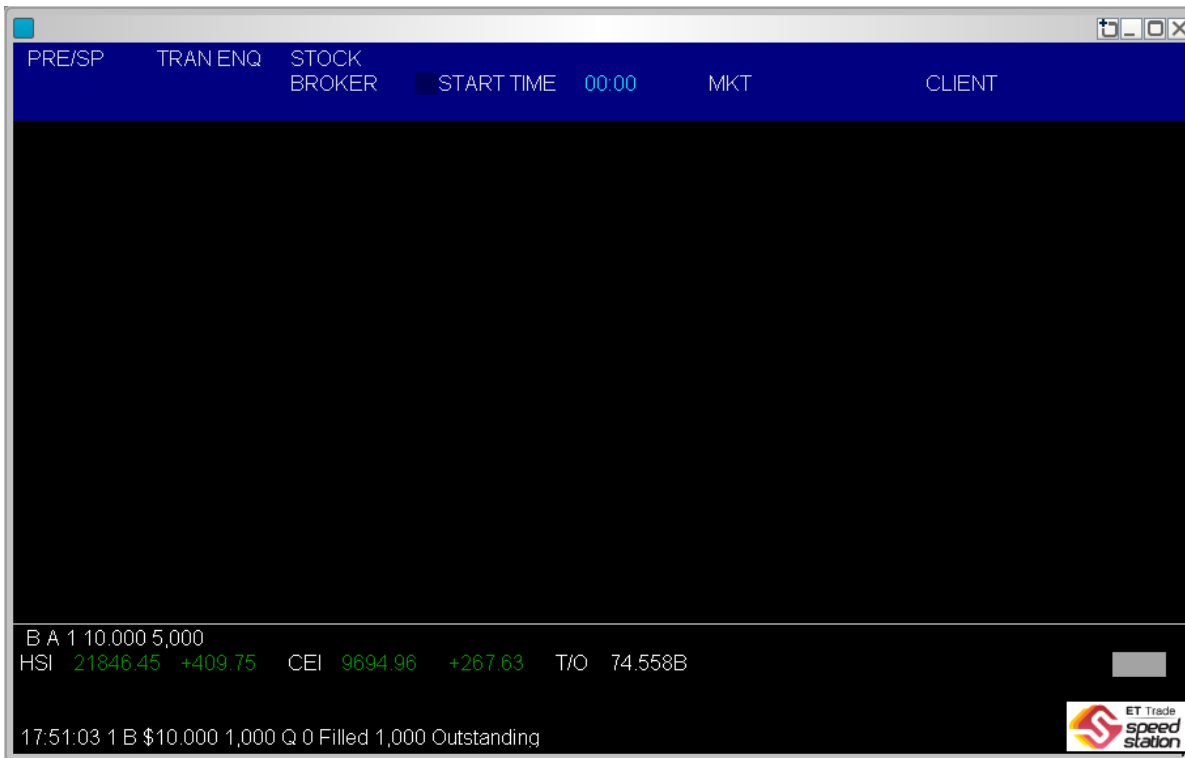 PRE/SP TRAN ENQ STOCK
BROKER START TIME 00:00 MKT CLIENT
B A 1 10.000 5,000
HSI 21846.45 +409.75 CEI 9694.96 +267.63 T/O 74.558B
ET Trade
speed
station
17:51:03 1 B $10.000 1,000 Q 0 Filled 1,000 Outstanding